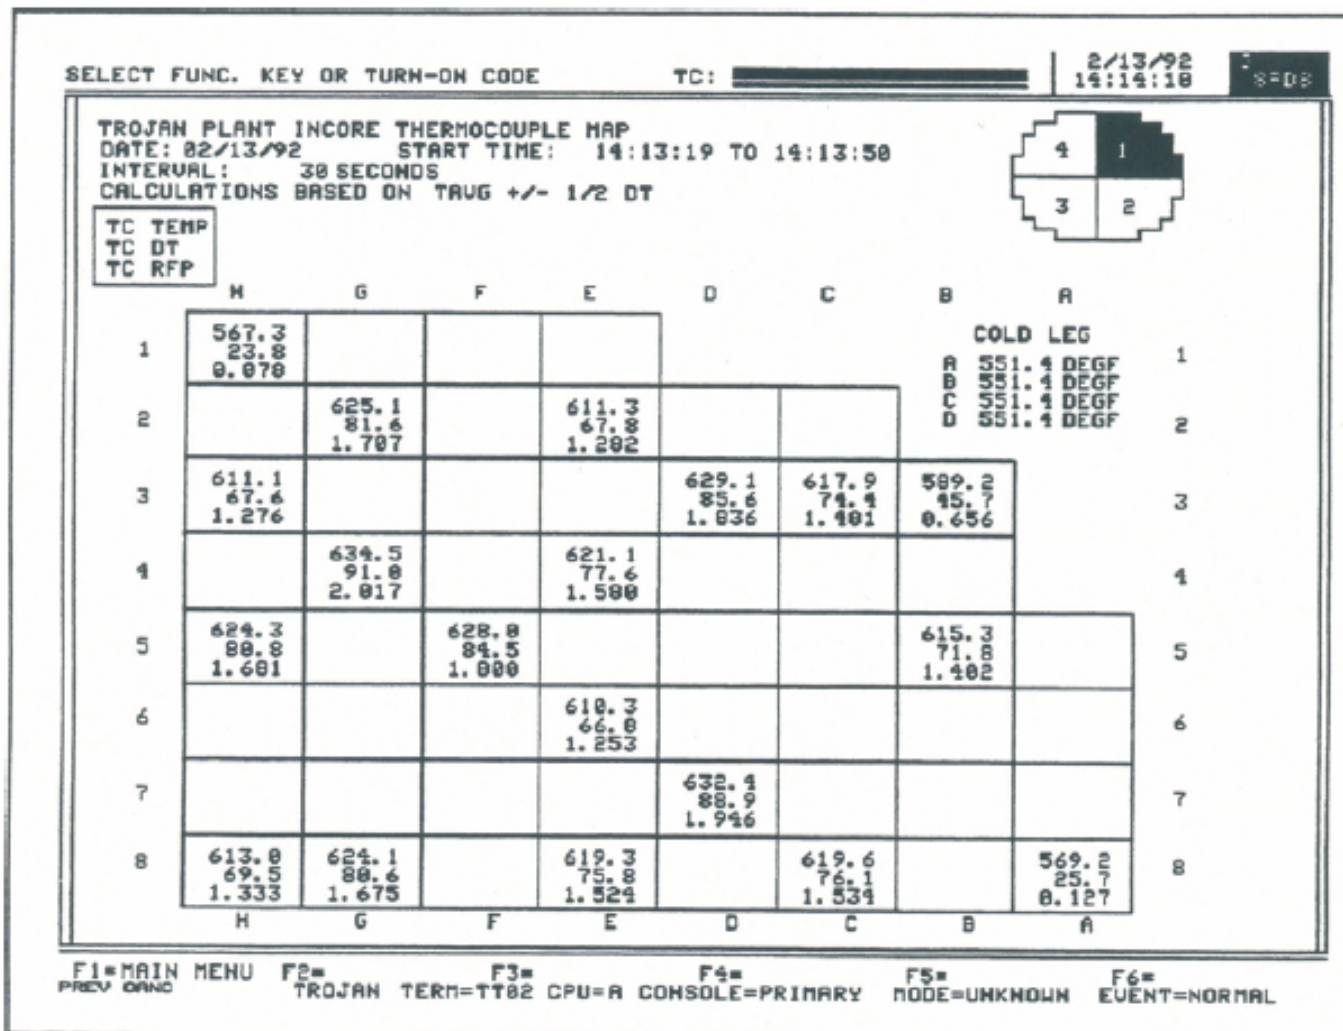 SELECT FUNC. KEY OR TURN-ON CODE TC: 2/13/92
14:14:18
TROJAN PLANT INCORE THERMOCOUPLE MAP
DATE: 02/13/92 START TIME: 14:13:19 TO 14:13:50
INTERVAL: 30 SECONDS
CALCULATIONS BASED ON TAVG +/- 1/2 DT
4 1
3 2
TC TEMP
TC DT
TC RFP
H G F E D C B A
COLD LEG
A 551.4 DEGF
B 551.4 DEGF
C 551.4 DEGF
D 551.4 DEGF
1 567.3 1
23.8
0.078
2 625.1 611.3 2
81.6 67.8
1.707 1.282
3 611.1 629.1 617.9 589.2 3
67.6 85.6 74.4 45.7
1.276 1.836 1.481 0.656
4 634.5 621.1 4
91.0 77.6
2.017 1.580
5 624.3 628.0 615.3 5
80.8 84.5 71.8
1.681 1.800 1.402
6 610.3 6
66.8
1.253
7 632.4 7
88.9
1.946
8 613.0 624.1 619.3 619.6 569.2 8
69.5 80.6 75.8 76.1 25.7
1.333 1.675 1.524 1.534 0.127
H G F E D C B A
F1=MAIN MENU F2= F3= F4= F5= F6=
PREV TROJAN TERM=TT02 CPU=A CONSOLE=PRIMARY MODE=UNKNOWN EVENT=NORMAL